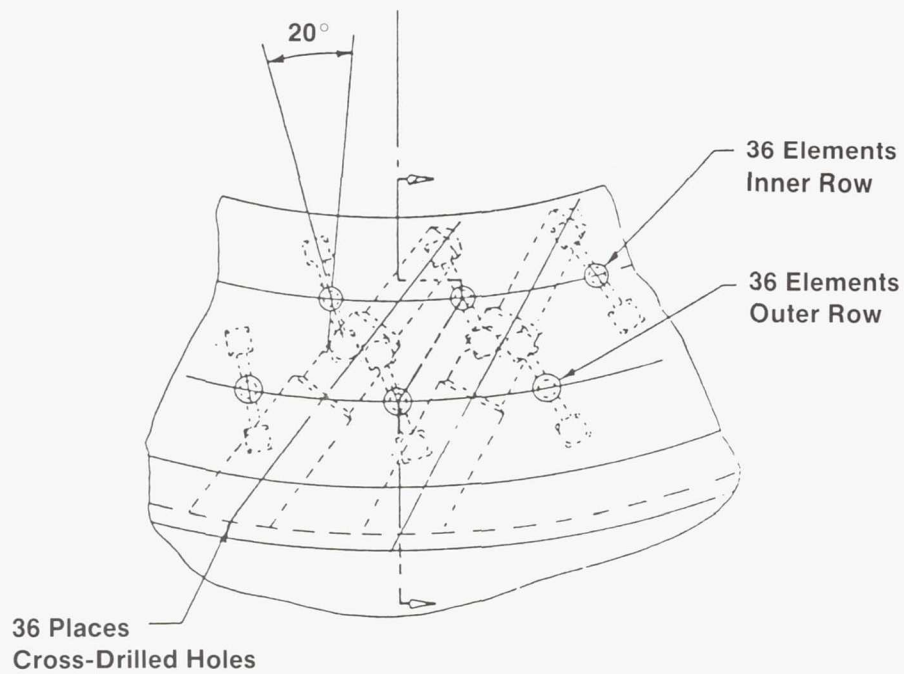 20°
36 Elements
Inner Row
36 Elements
Outer Row
36 Places
Cross-Drilled Holes